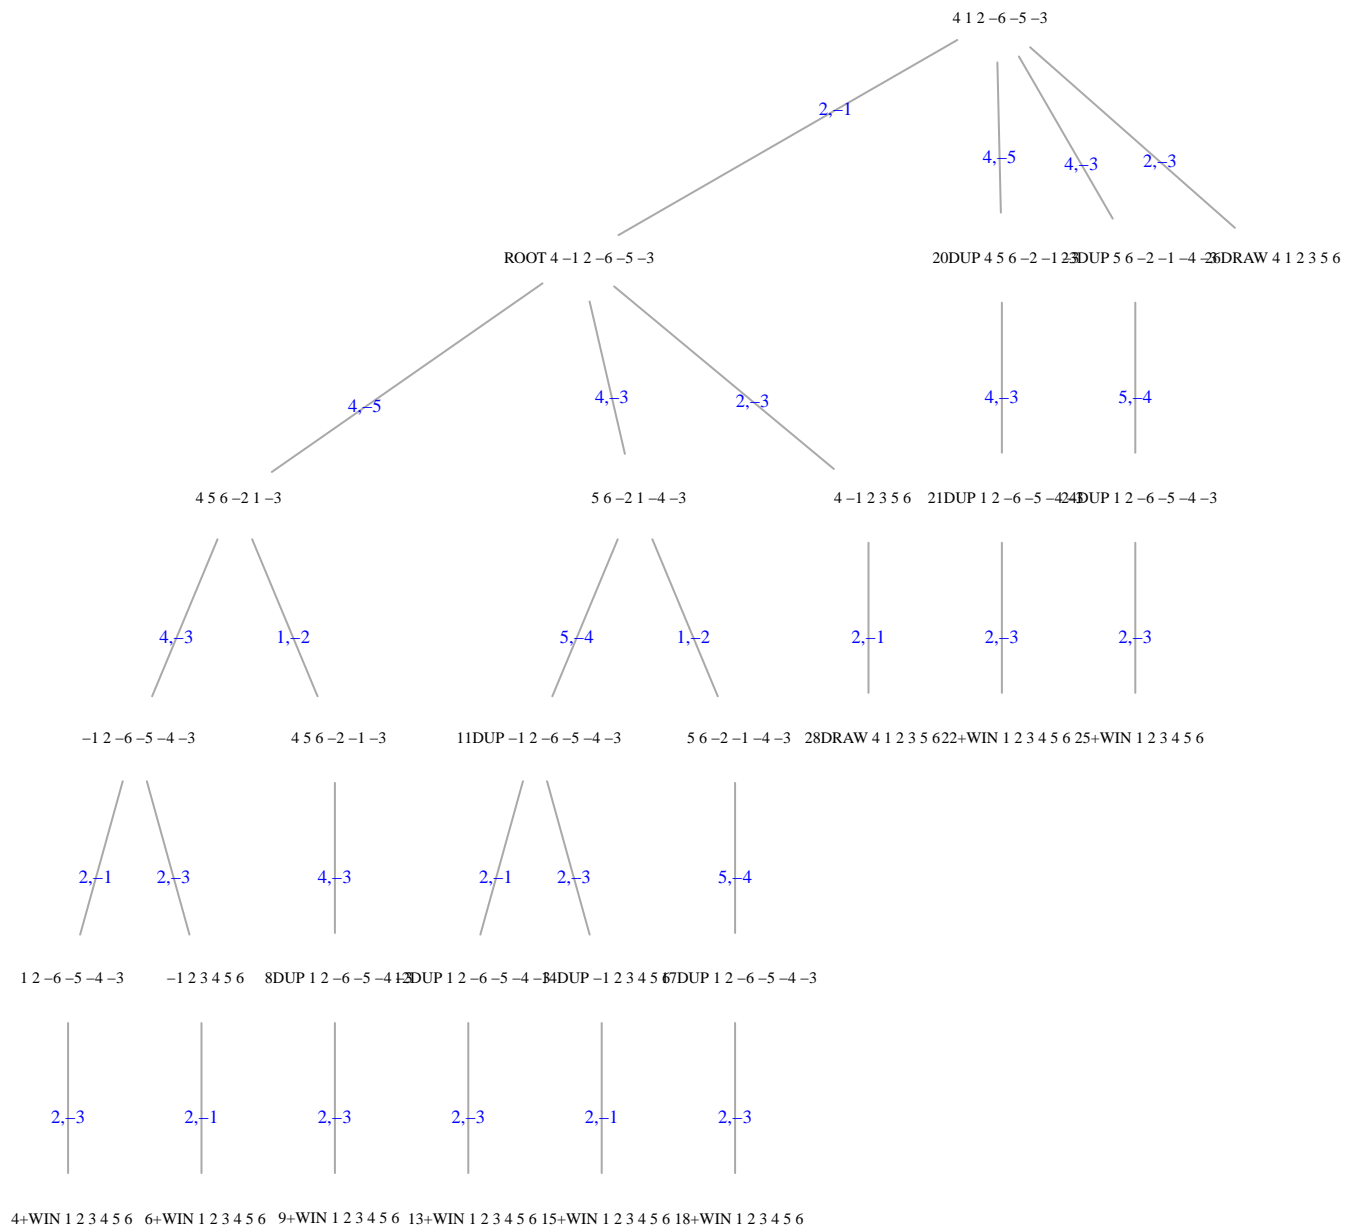 4 1 2 −6 −5 −3
2,−1
4,−5
4,−3
2,−3
ROOT 4 −1 2 −6 −5 −3
20DUP 4 5 6 −2 −1 −3
23DUP 5 6 −2 −1 −4 −3
26DRAW 4 1 2 3 5 6
4,−5
4,−3
2,−3
4,−3
5,−4
4 5 6 −2 1 −3
5 6 −2 1 −4 −3
4 −1 2 3 5 6
21DUP 1 2 −6 −5 −4 −3
24DUP 1 2 −6 −5 −4 −3
4,−3
1,−2
5,−4
1,−2
2,−1
2,−3
2,−3
−1 2 −6 −5 −4 −3
4 5 6 −2 −1 −3
11DUP −1 2 −6 −5 −4 −3
5 6 −2 −1 −4 −3
28DRAW 4 1 2 3 5 6
22+WIN 1 2 3 4 5 6
25+WIN 1 2 3 4 5 6
2,−1
2,−3
4,−3
2,−1
2,−3
5,−4
1 2 −6 −5 −4 −3
−1 2 3 4 5 6
8DUP 1 2 −6 −5 −4 −3
12DUP 1 2 −6 −5 −4 −3
14DUP −1 2 3 4 5 6
17DUP 1 2 −6 −5 −4 −3
2,−3
2,−1
2,−3
2,−3
2,−1
2,−3
4+WIN 1 2 3 4 5 6
6+WIN 1 2 3 4 5 6
9+WIN 1 2 3 4 5 6
13+WIN 1 2 3 4 5 6
15+WIN 1 2 3 4 5 6
18+WIN 1 2 3 4 5 6